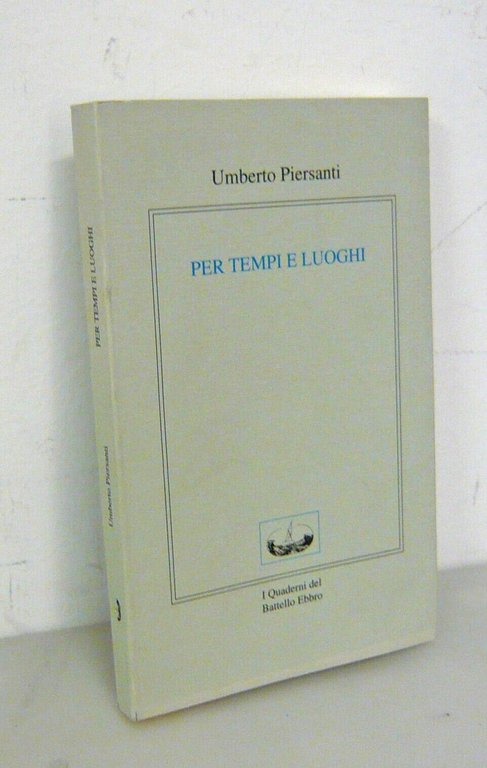 Umberto Piersanti
PER TEMPI E LUOGHI
I Quaderni del
Battello Ebbro
PER TEMPI E LUOGHI
Umberto Piersanti